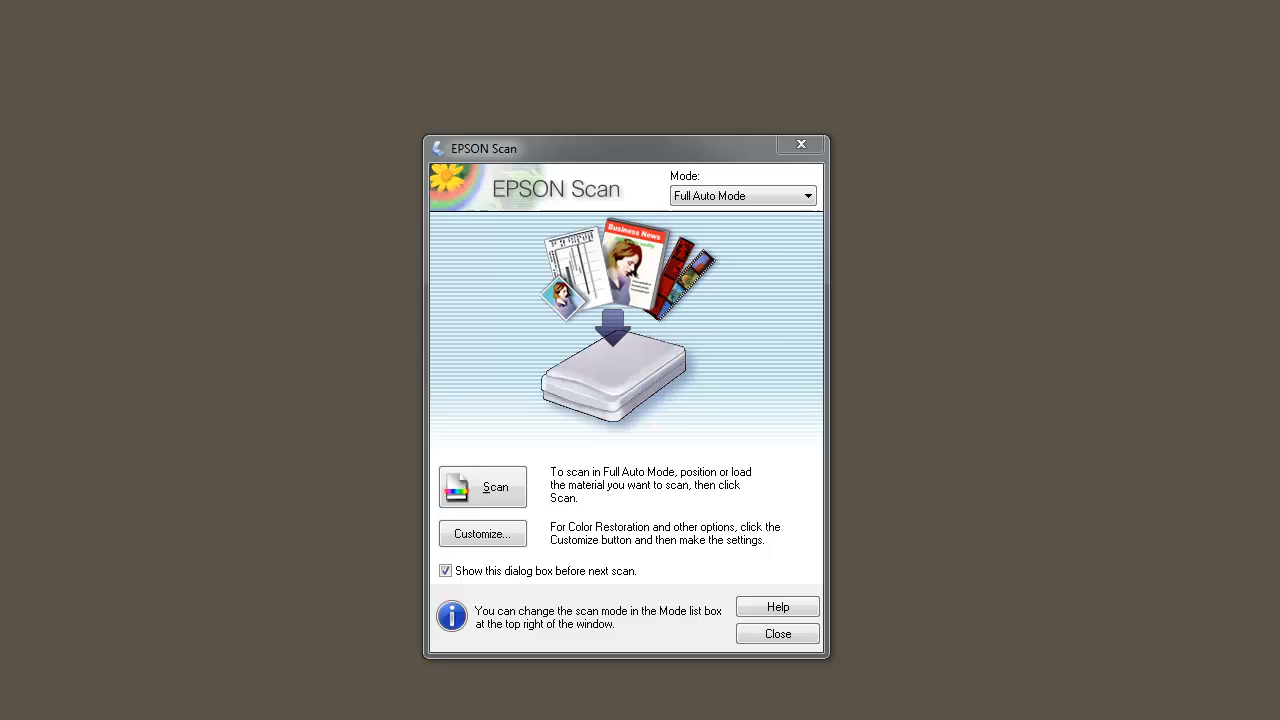 EPSON Scan
EPSON Scan
Mode:
Full Auto Mode
Business News
Scan
To scan in Full Auto Mode, position or load
the material you want to scan, then click
Scan.
Customize...
For Color Restoration and other options, click the
Customize button and then make the settings.
Show this dialog box before next scan.
You can change the scan mode in the Mode list box
at the top right of the window.
Help
Close